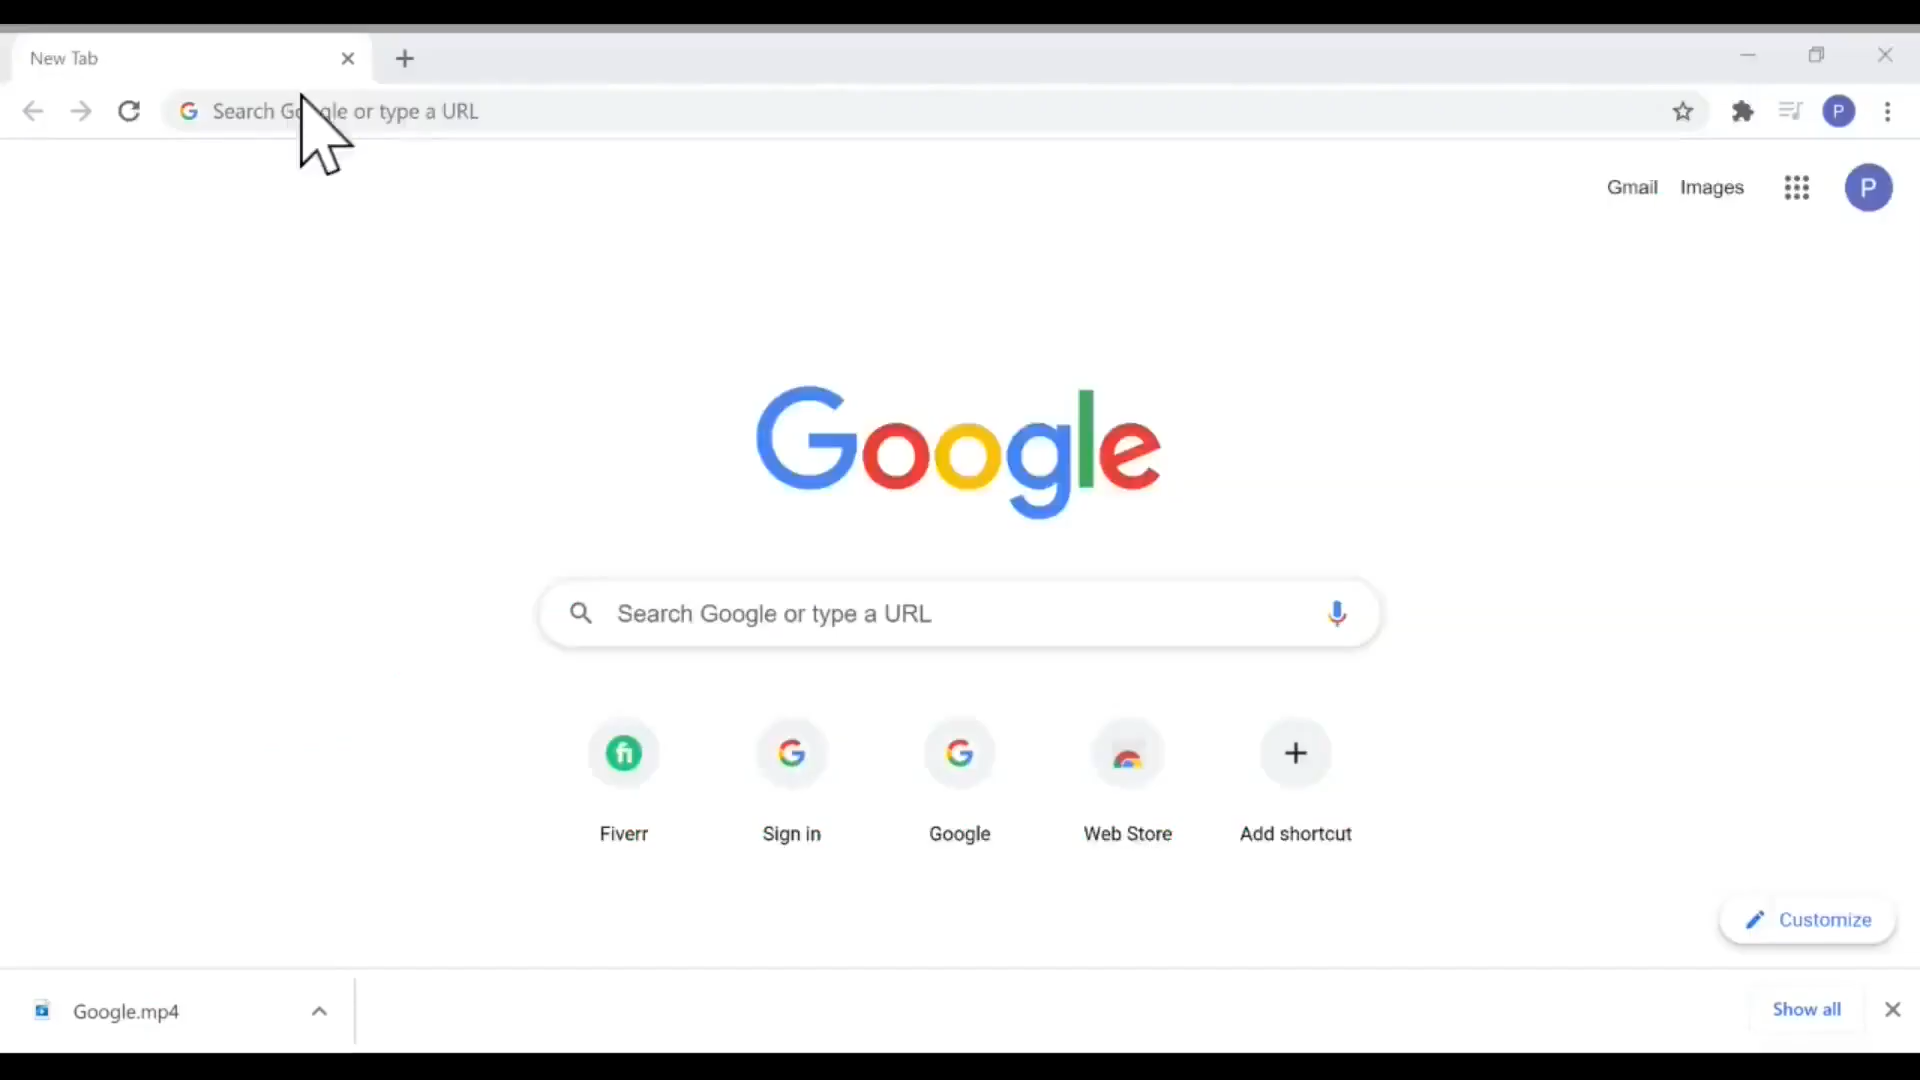 New Tab
Search Google or type a URL
P
Gmail Images
P
Google
Search Google or type a URL
fi
Fiverr Sign in Google Web Store Add shortcut
Customize
Google.mp4
Show all